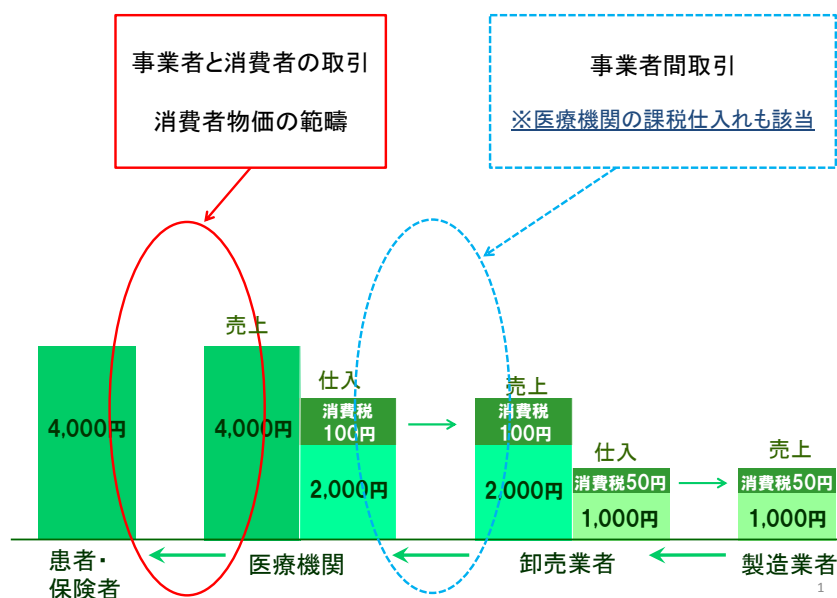 事業者と消費者の取引
消費者物価の範疇
事業者間取引
※医療機関の課税仕入れも該当
売上
仕入
売上
仕入
売上
4,000円
4,000円
消費税
100円
2,000円
消費税
100円
2,000円
消費税50円
1,000円
消費税50円
1,000円
患者・
保険者
医療機関
卸売業者
製造業者
1